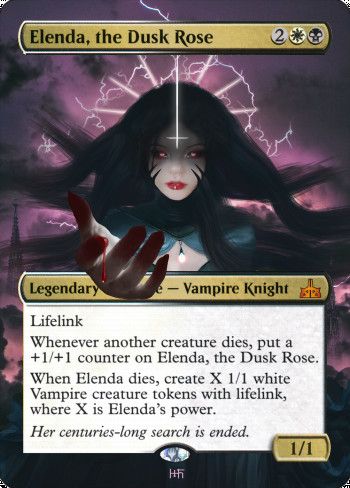 Elenda, the Dusk Rose 2
Legendary — Vampire Knight
Lifelink
Whenever another creature dies, put a
+1/+1 counter on Elenda, the Dusk Rose.
When Elenda dies, create X 1/1 white
Vampire creature tokens with lifelink,
where X is Elenda's power.
Her centuries-long search is ended.
1/1